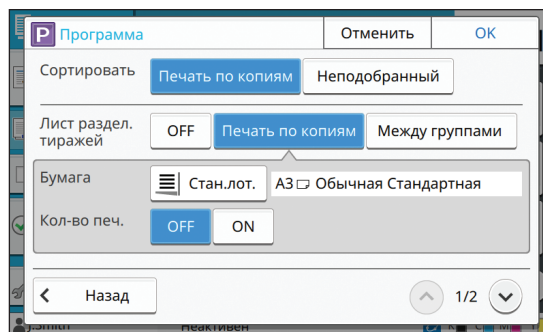 P Программа Отменить OK
Сортировать Печать по копиям Неподобранный
Лист раздел. тиражей OFF Печать по копиям Между группами
Бумага Стан.лот. A3 Обычная Стандартная
Кол-во печ. OFF ON
Назад 1/2
J.Smith Неактивен